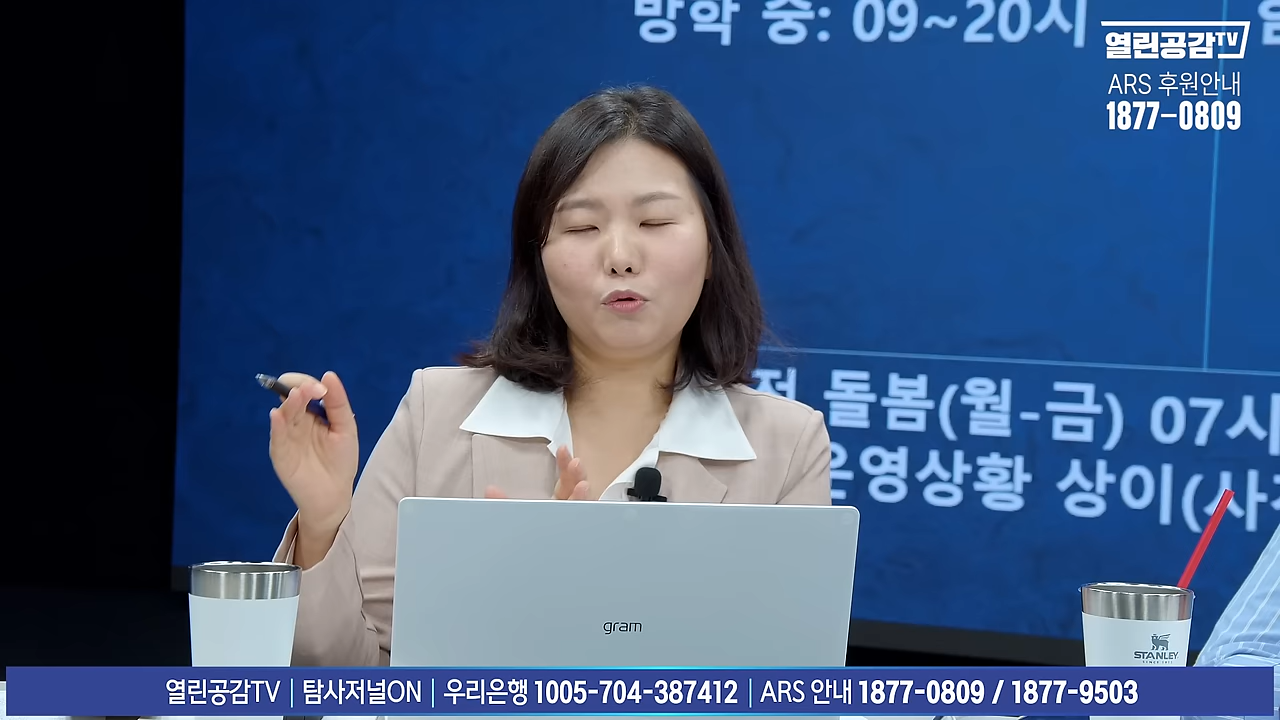 방학 중: 09~20시
열린공감TV
ARS 후원안내
1877-0809
돌봄(월-금) 07시
운영상황 상이(사
gram
STANLEY
SINCE 1913
열린공감TV | 탐사저널ON | 우리은행 1005-704-387412 | ARS 안내 1877-0809 / 1877-9503